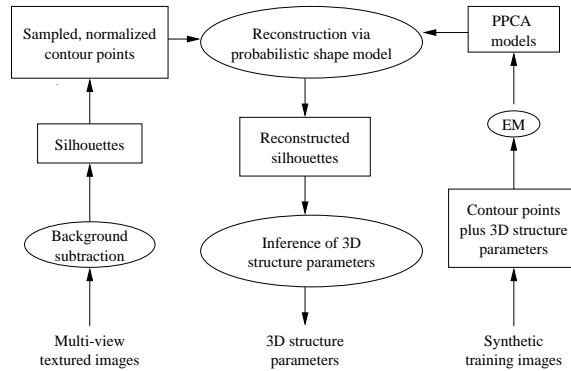 Sampled, normalized
contour points
Reconstruction via
probabilistic shape model
PPCA
models
Silhouettes
Reconstructed
silhouettes
EM
Background
subtraction
Inference of 3D
structure parameters
Contour points
plus 3D structure
parameters
Multi-view
textured images
3D structure
parameters
Synthetic
training images